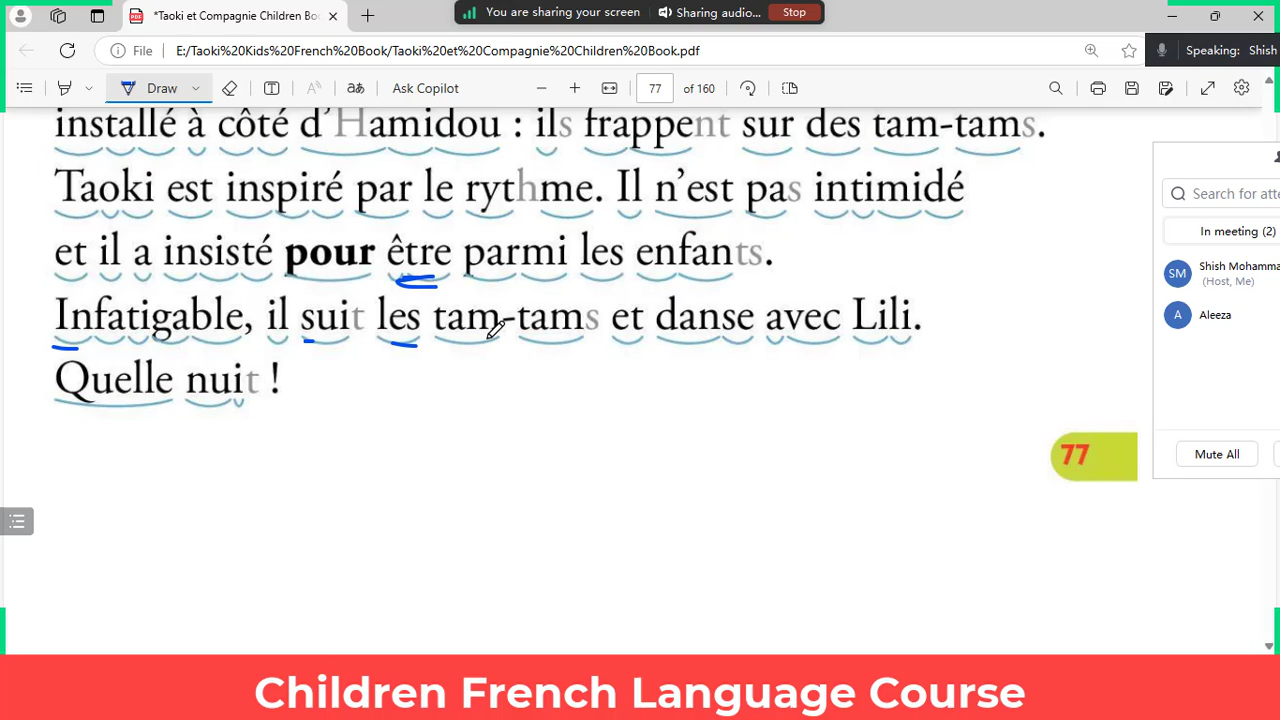 *Taoki et Compagnie Children Bo
You are sharing your screen
Sharing audio...
Stop
File
E:/Taoki%20Kids%20French%20Book/Taoki%20et%20Compagnie%20Children%20Book.pdf
Speaking: Shish
Draw
Ask Copilot
77
of 160
installé à côté d'Hamidou : ils frappent sur des tam-tams.
Taoki est inspiré par le rythme. Il n'est pas intimidé
et il a insisté pour être parmi les enfants.
Infatigable, il suit les tam-tams et danse avec Lili.
Quelle nuit !
77
Search for atte
In meeting (2)
SM
Shish Mohamma
(Host, Me)
A
Aleeza
Mute All
Children French Language Course